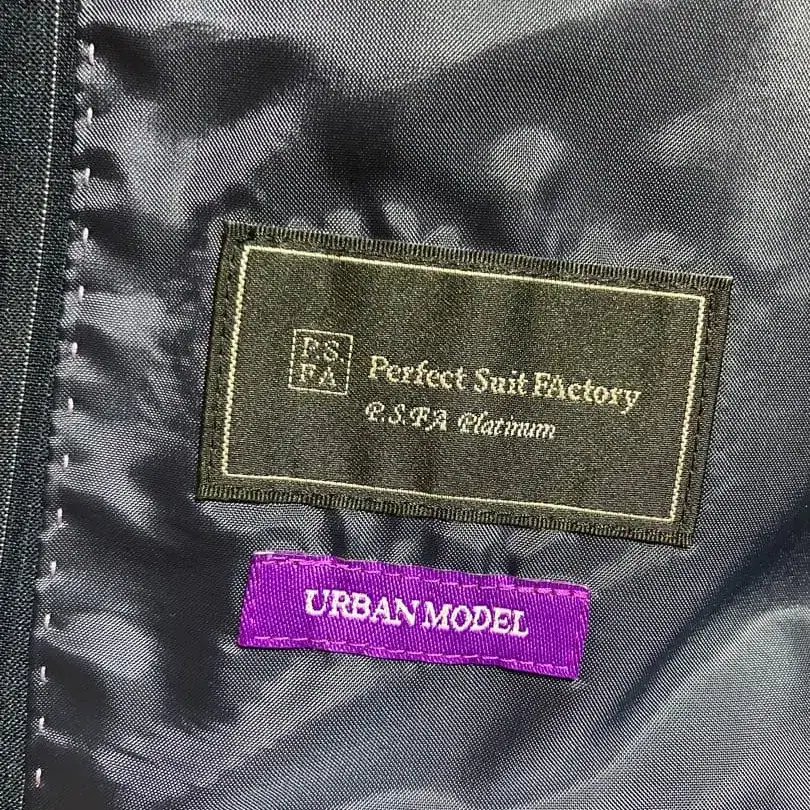 P.S.
FA
Perfect Suit FActory
P.S.FA Platinum
URBAN MODEL